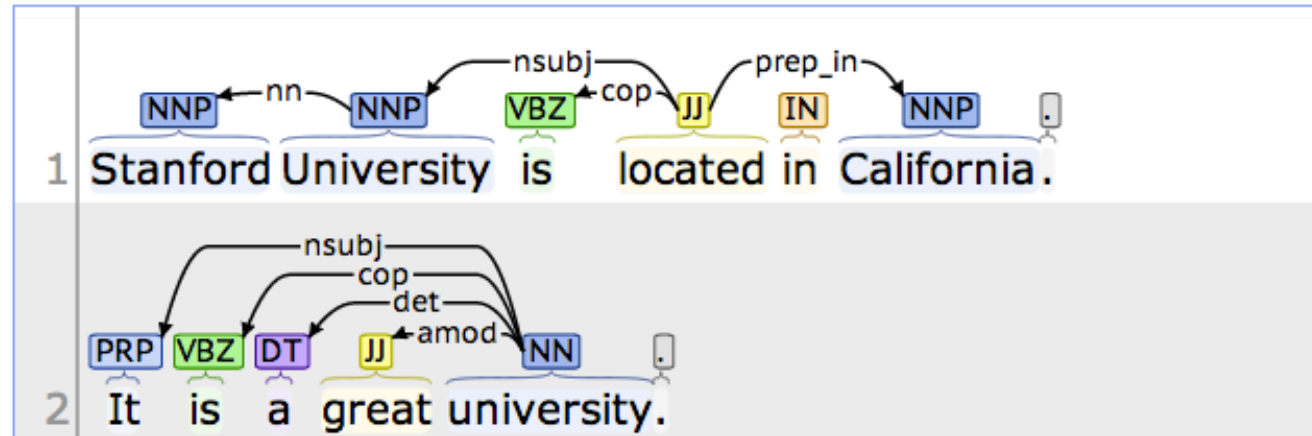 nsubj prep_in
nn cop
NNP NNP VBZ JJ IN NNP .
1 Stanford University is located in California.
nsubj
cop
det
amod
PRP VBZ DT JJ NN .
2 It is a great university.